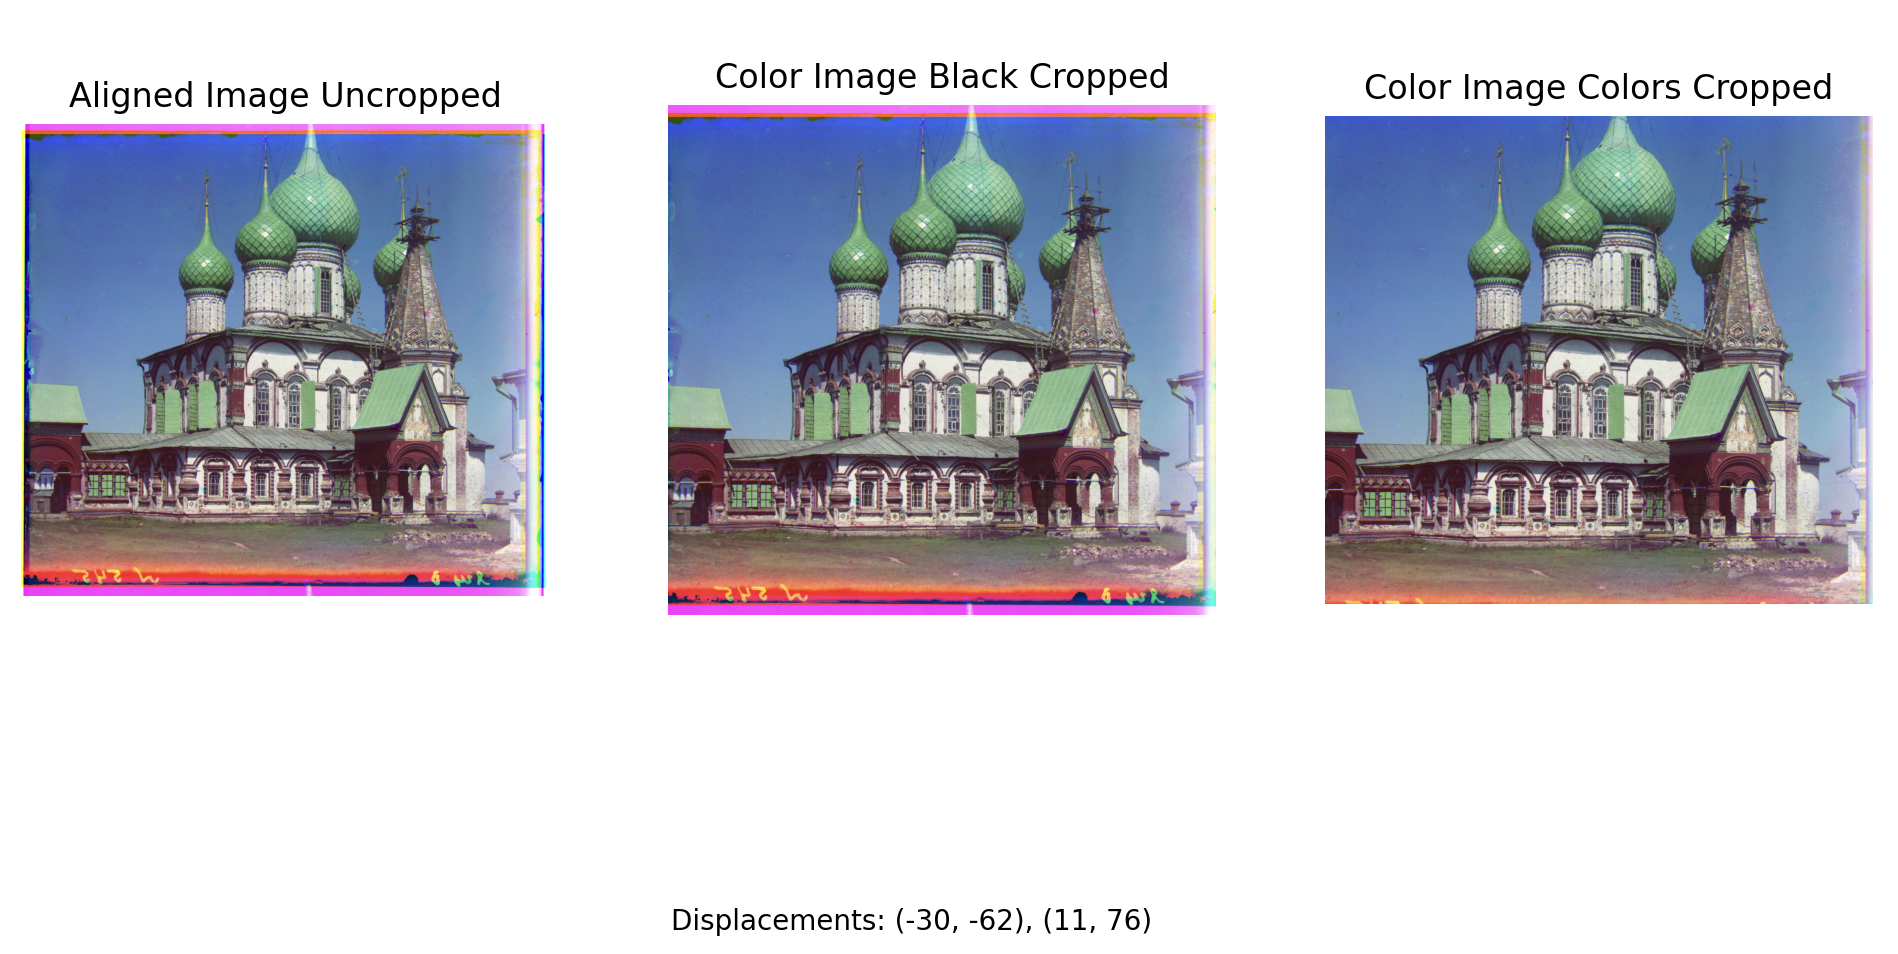 Aligned Image Uncropped
Color Image Black Cropped
Color Image Colors Cropped
Displacements: (-30, -62), (11, 76)